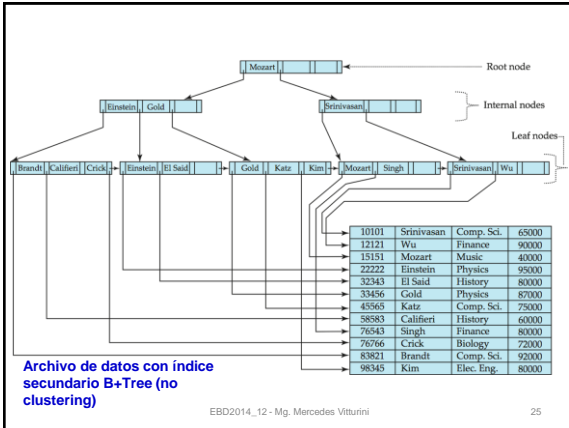 Mozart
Root node
Einstein Gold
Srinivasan
Internal nodes
Leaf nodes
Brandt Califieri Crick Einstein El Said Gold Katz Kim Mozart Singh Srinivasan Wu
10101 Srinivasan Comp. Sci. 65000
12121 Wu Finance 90000
15151 Mozart Music 40000
22222 Einstein Physics 95000
32343 El Said History 80000
33456 Gold Physics 87000
45565 Katz Comp. Sci. 75000
58583 Califieri History 60000
76543 Singh Finance 80000
76766 Crick Biology 72000
83821 Brandt Comp. Sci. 92000
98345 Kim Elec. Eng. 80000
Archivo de datos con índice
secundario B+Tree (no
clustering)
EBD2014_12 - Mg. Mercedes Vitturini
25